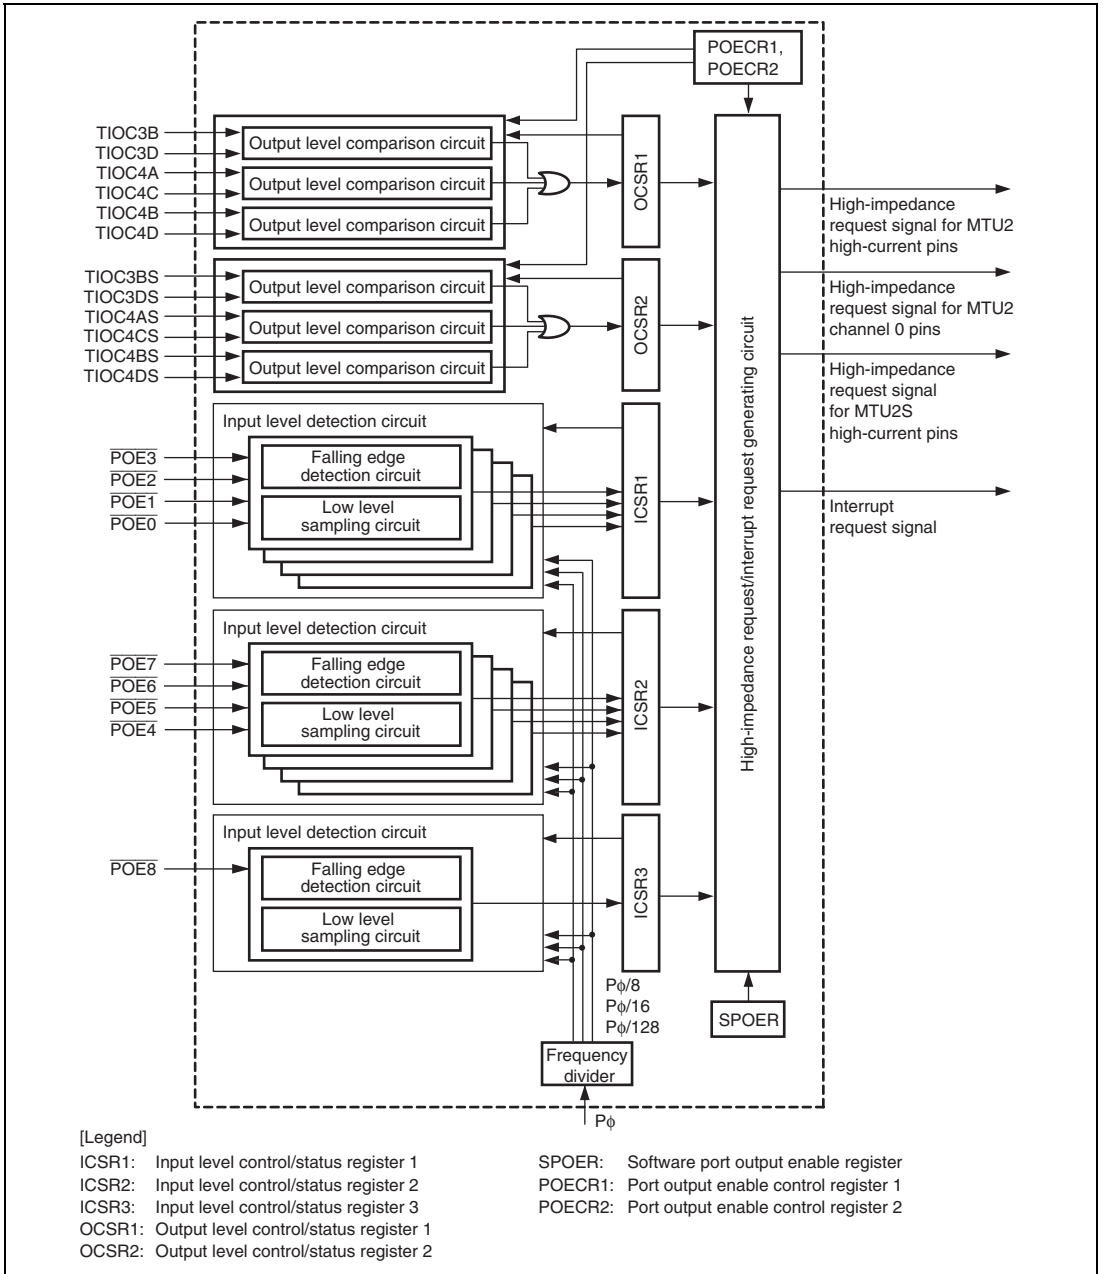 POECR1,
POECR2
TIOC3B
TIOC3D
TIOC4A
TIOC4C
TIOC4B
TIOC4D
Output level comparison circuit
Output level comparison circuit
Output level comparison circuit
OCSR1
TIOC3BS
TIOC3DS
TIOC4AS
TIOC4CS
TIOC4BS
TIOC4DS
Output level comparison circuit
Output level comparison circuit
Output level comparison circuit
OCSR2
Input level detection circuit
POE3
POE2
POE1
POE0
Falling edge
detection circuit
Low level
sampling circuit
ICSR1
Input level detection circuit
POE7
POE6
POE5
POE4
Falling edge
detection circuit
Low level
sampling circuit
ICSR2
Input level detection circuit
POE8
Falling edge
detection circuit
Low level
sampling circuit
ICSR3
High-impedance request/interrupt request generating circuit
High-impedance
request signal for MTU2
high-current pins
High-impedance
request signal for MTU2
channel 0 pins
High-impedance
request signal
for MTU2S
high-current pins
Interrupt
request signal
Pϕ/8
Pϕ/16
Pϕ/128
SPOER
Frequency
divider
Pϕ
[Legend]
ICSR1: Input level control/status register 1
ICSR2: Input level control/status register 2
ICSR3: Input level control/status register 3
OCSR1: Output level control/status register 1
OCSR2: Output level control/status register 2
SPOER: Software port output enable register
POECR1: Port output enable control register 1
POECR2: Port output enable control register 2